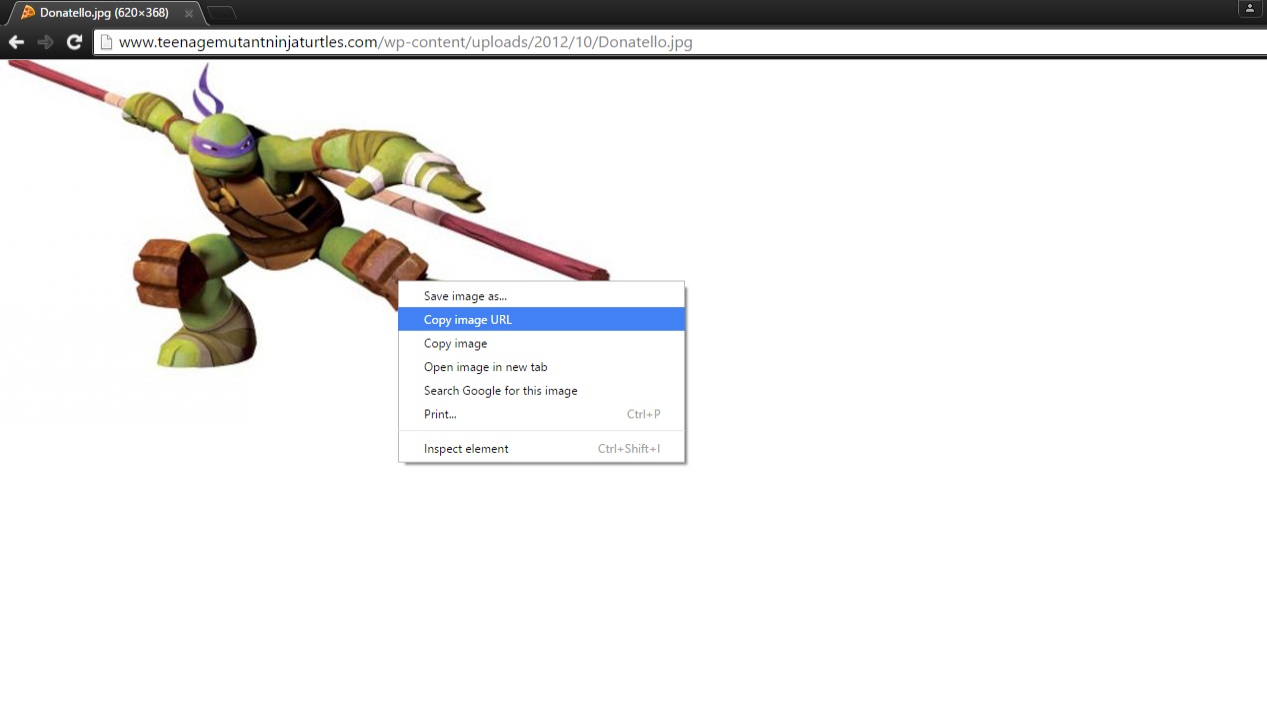 Donatello.jpg (620×368)
www.teenagemutantninjaturtles.com/wp-content/uploads/2012/10/Donatello.jpg
Save image as...
Copy image URL
Copy image
Open image in new tab
Search Google for this image
Print... Ctrl+P
Inspect element Ctrl+Shift+I